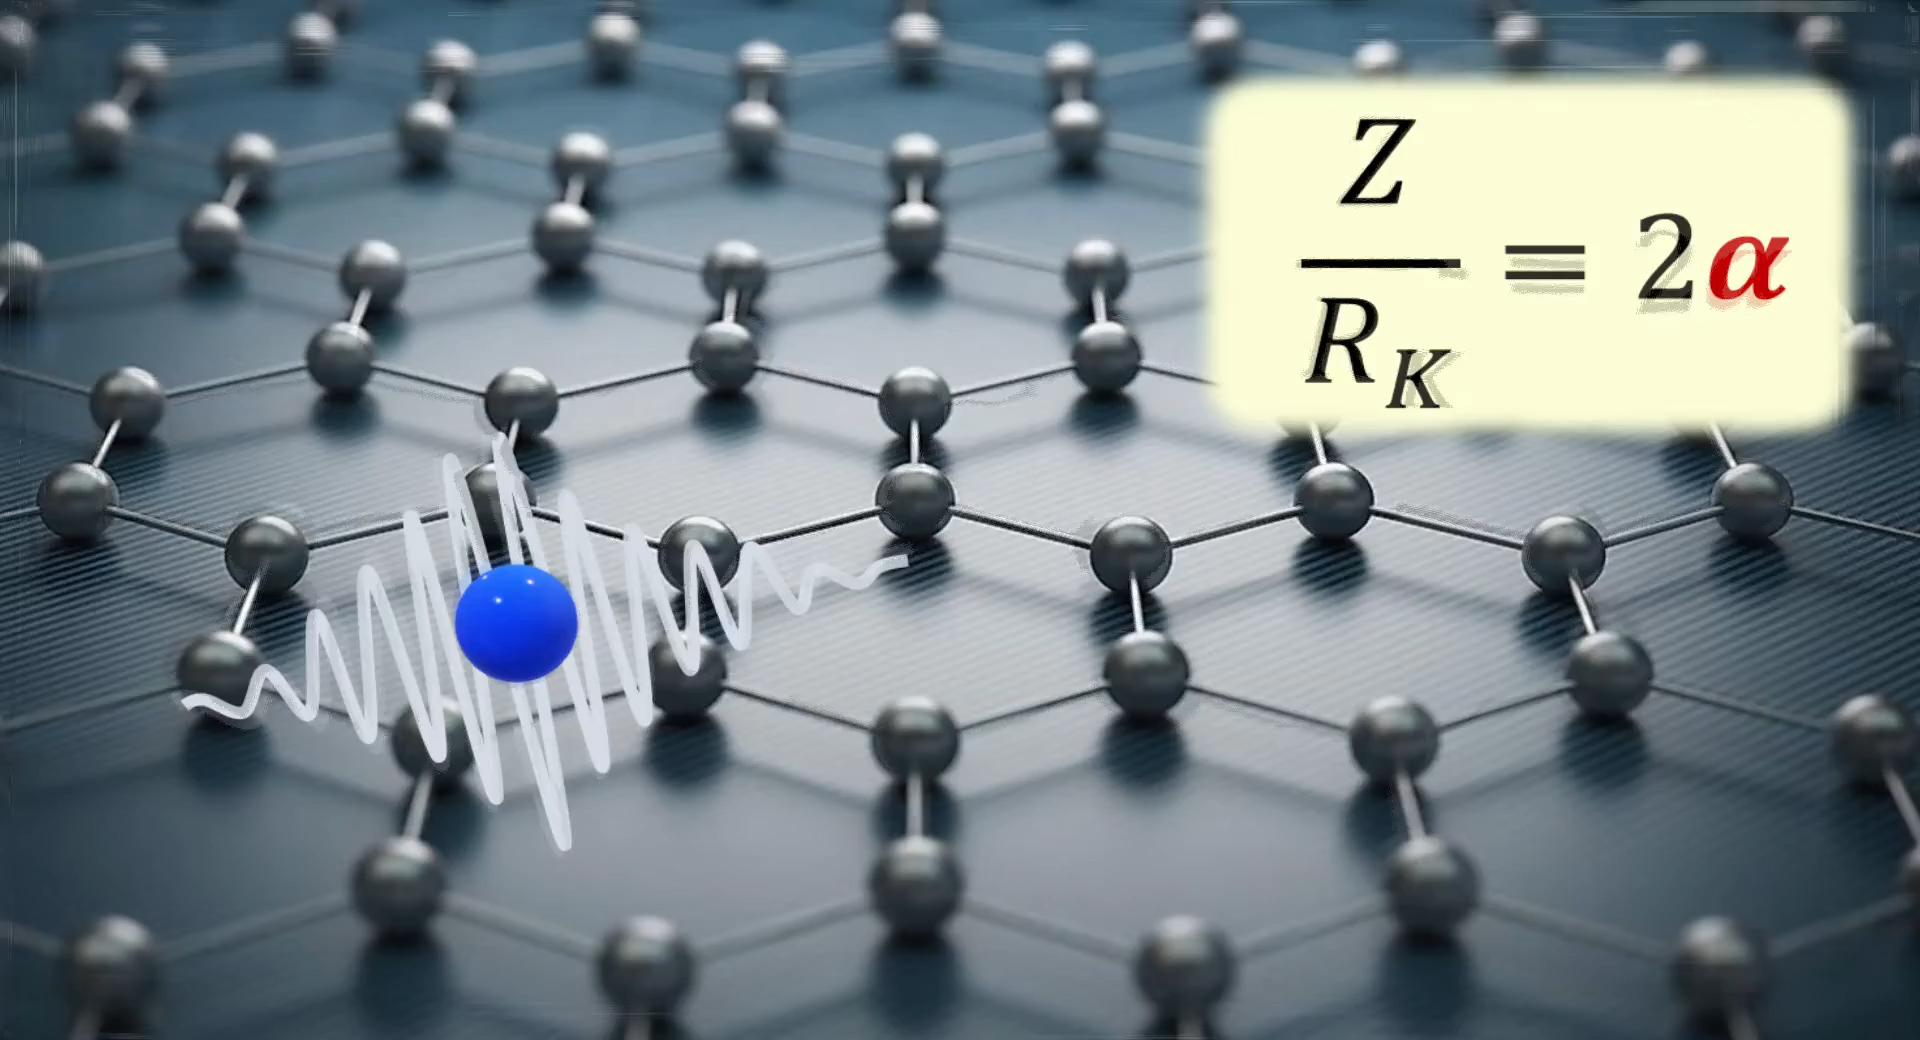 Z
— = 2α
R_K